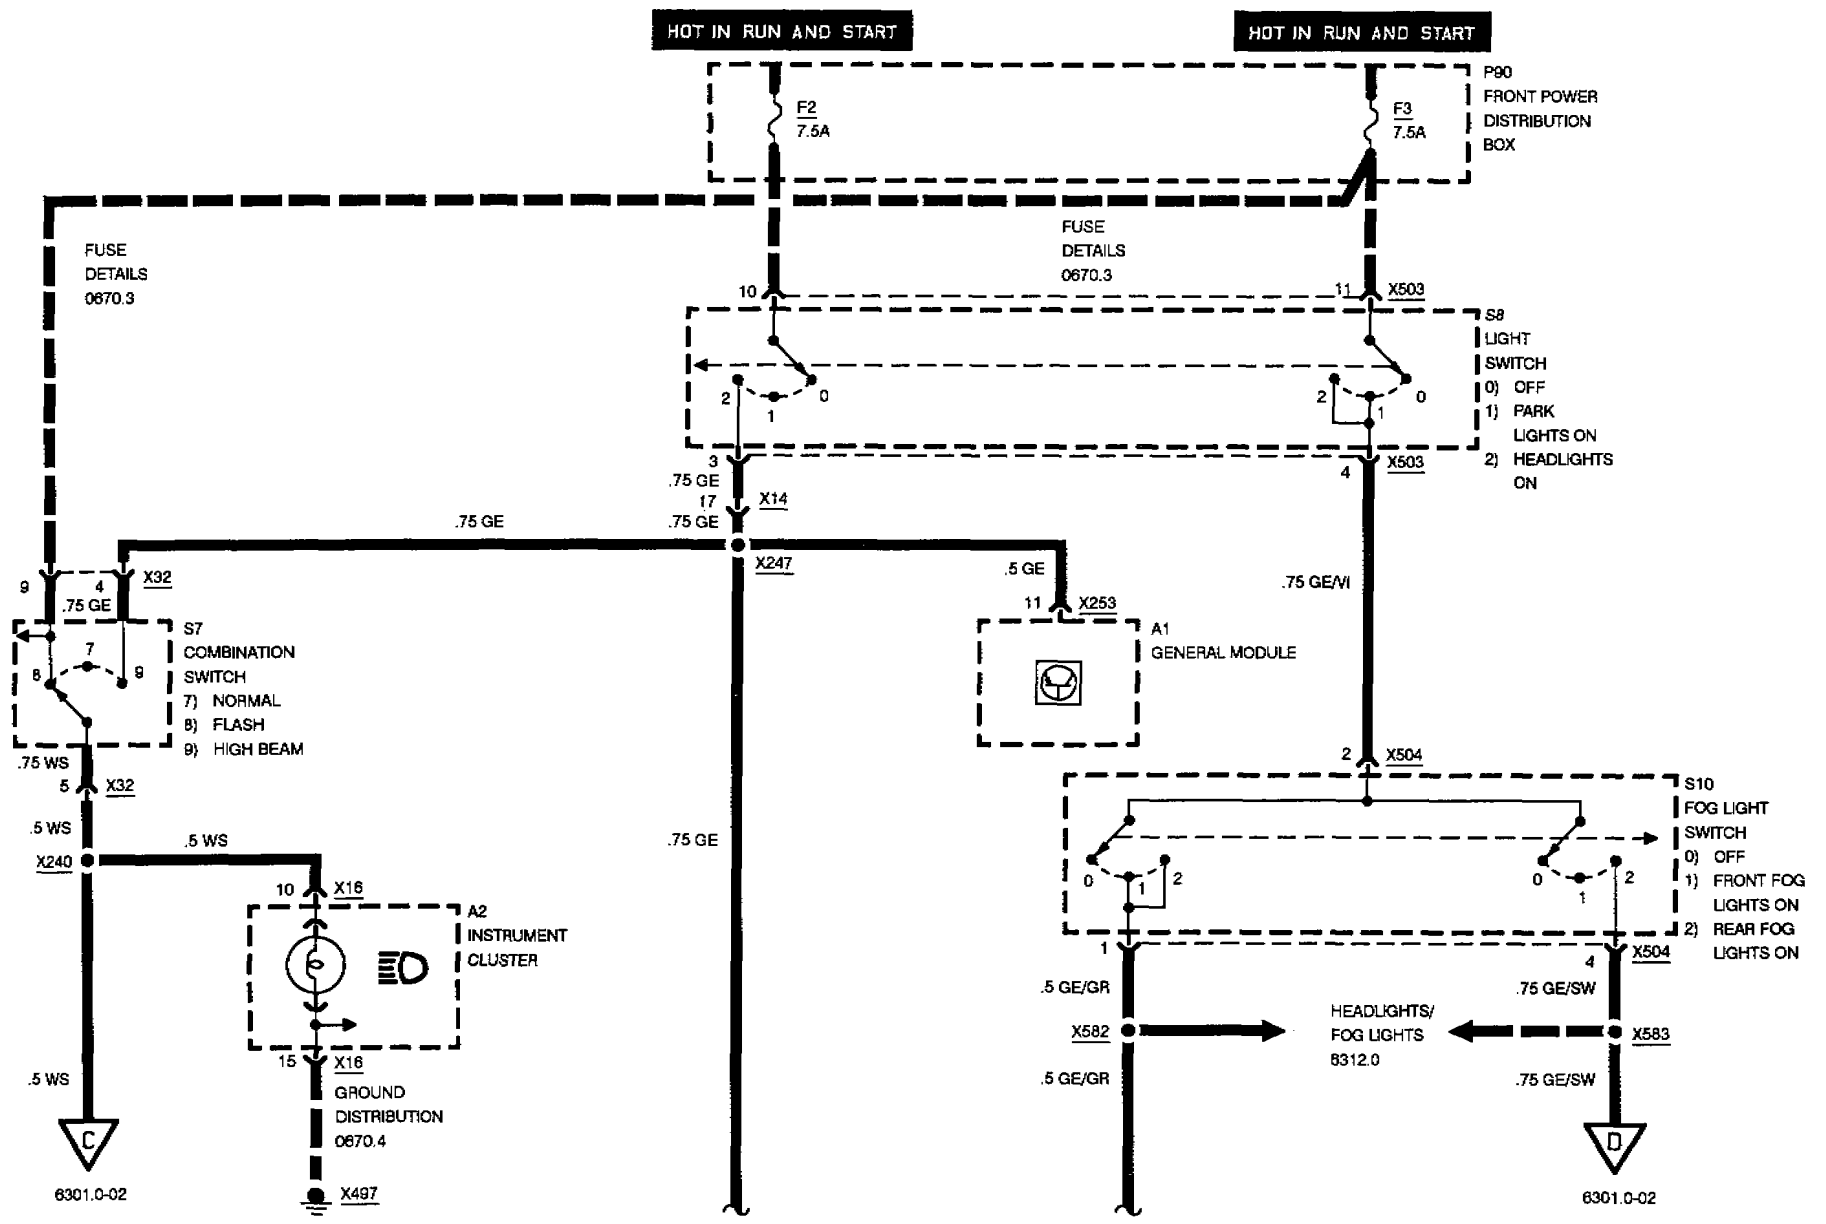 HOT IN RUN AND START
HOT IN RUN AND START
F2
7.5A
F3
7.5A
P90
FRONT POWER
DISTRIBUTION
BOX
FUSE
DETAILS
0670.3
FUSE
DETAILS
0670.3
10
11
X503
S8
LIGHT
SWITCH
0) OFF
1) PARK
LIGHTS ON
2) HEADLIGHTS
ON
2
1
0
2
1
0
3
.75 GE
17
X14
.75 GE
4
X503
.75 GE
X247
.5 GE
.75 GE/VI
9
4
X32
.75 GE
11
X253
S7
COMBINATION
SWITCH
7) NORMAL
8) FLASH
9) HIGH BEAM
7
8
9
A1
GENERAL MODULE
.75 WS
5
X32
2
X504
.5 WS
X240
.5 WS
.75 GE
S10
FOG LIGHT
SWITCH
0) OFF
1) FRONT FOG
LIGHTS ON
2) REAR FOG
LIGHTS ON
0
1
2
0
1
2
10
X16
A2
INSTRUMENT
CLUSTER
1
4
X504
.5 GE/GR
.75 GE/SW
X582
HEADLIGHTS/
FOG LIGHTS
6312.0
X583
15
X16
.5 WS
GROUND
DISTRIBUTION
0670.4
.5 GE/GR
.75 GE/SW
C
D
6301.0-02
X497
6301.0-02